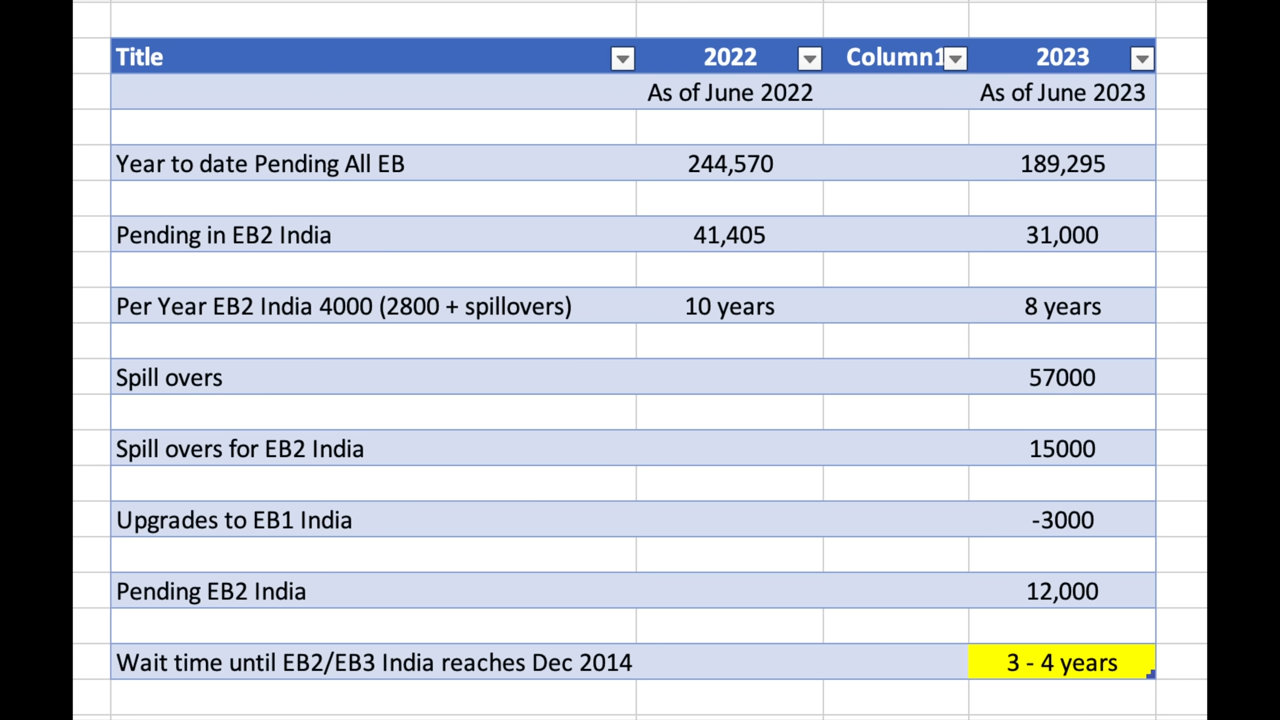 Title 2022 Column1 2023
As of June 2022 As of June 2023
Year to date Pending All EB 244,570 189,295
Pending in EB2 India 41,405 31,000
Per Year EB2 India 4000 (2800 + spillovers) 10 years 8 years
Spill overs 57000
Spill overs for EB2 India 15000
Upgrades to EB1 India -3000
Pending EB2 India 12,000
Wait time until EB2/EB3 India reaches Dec 2014 3 - 4 years